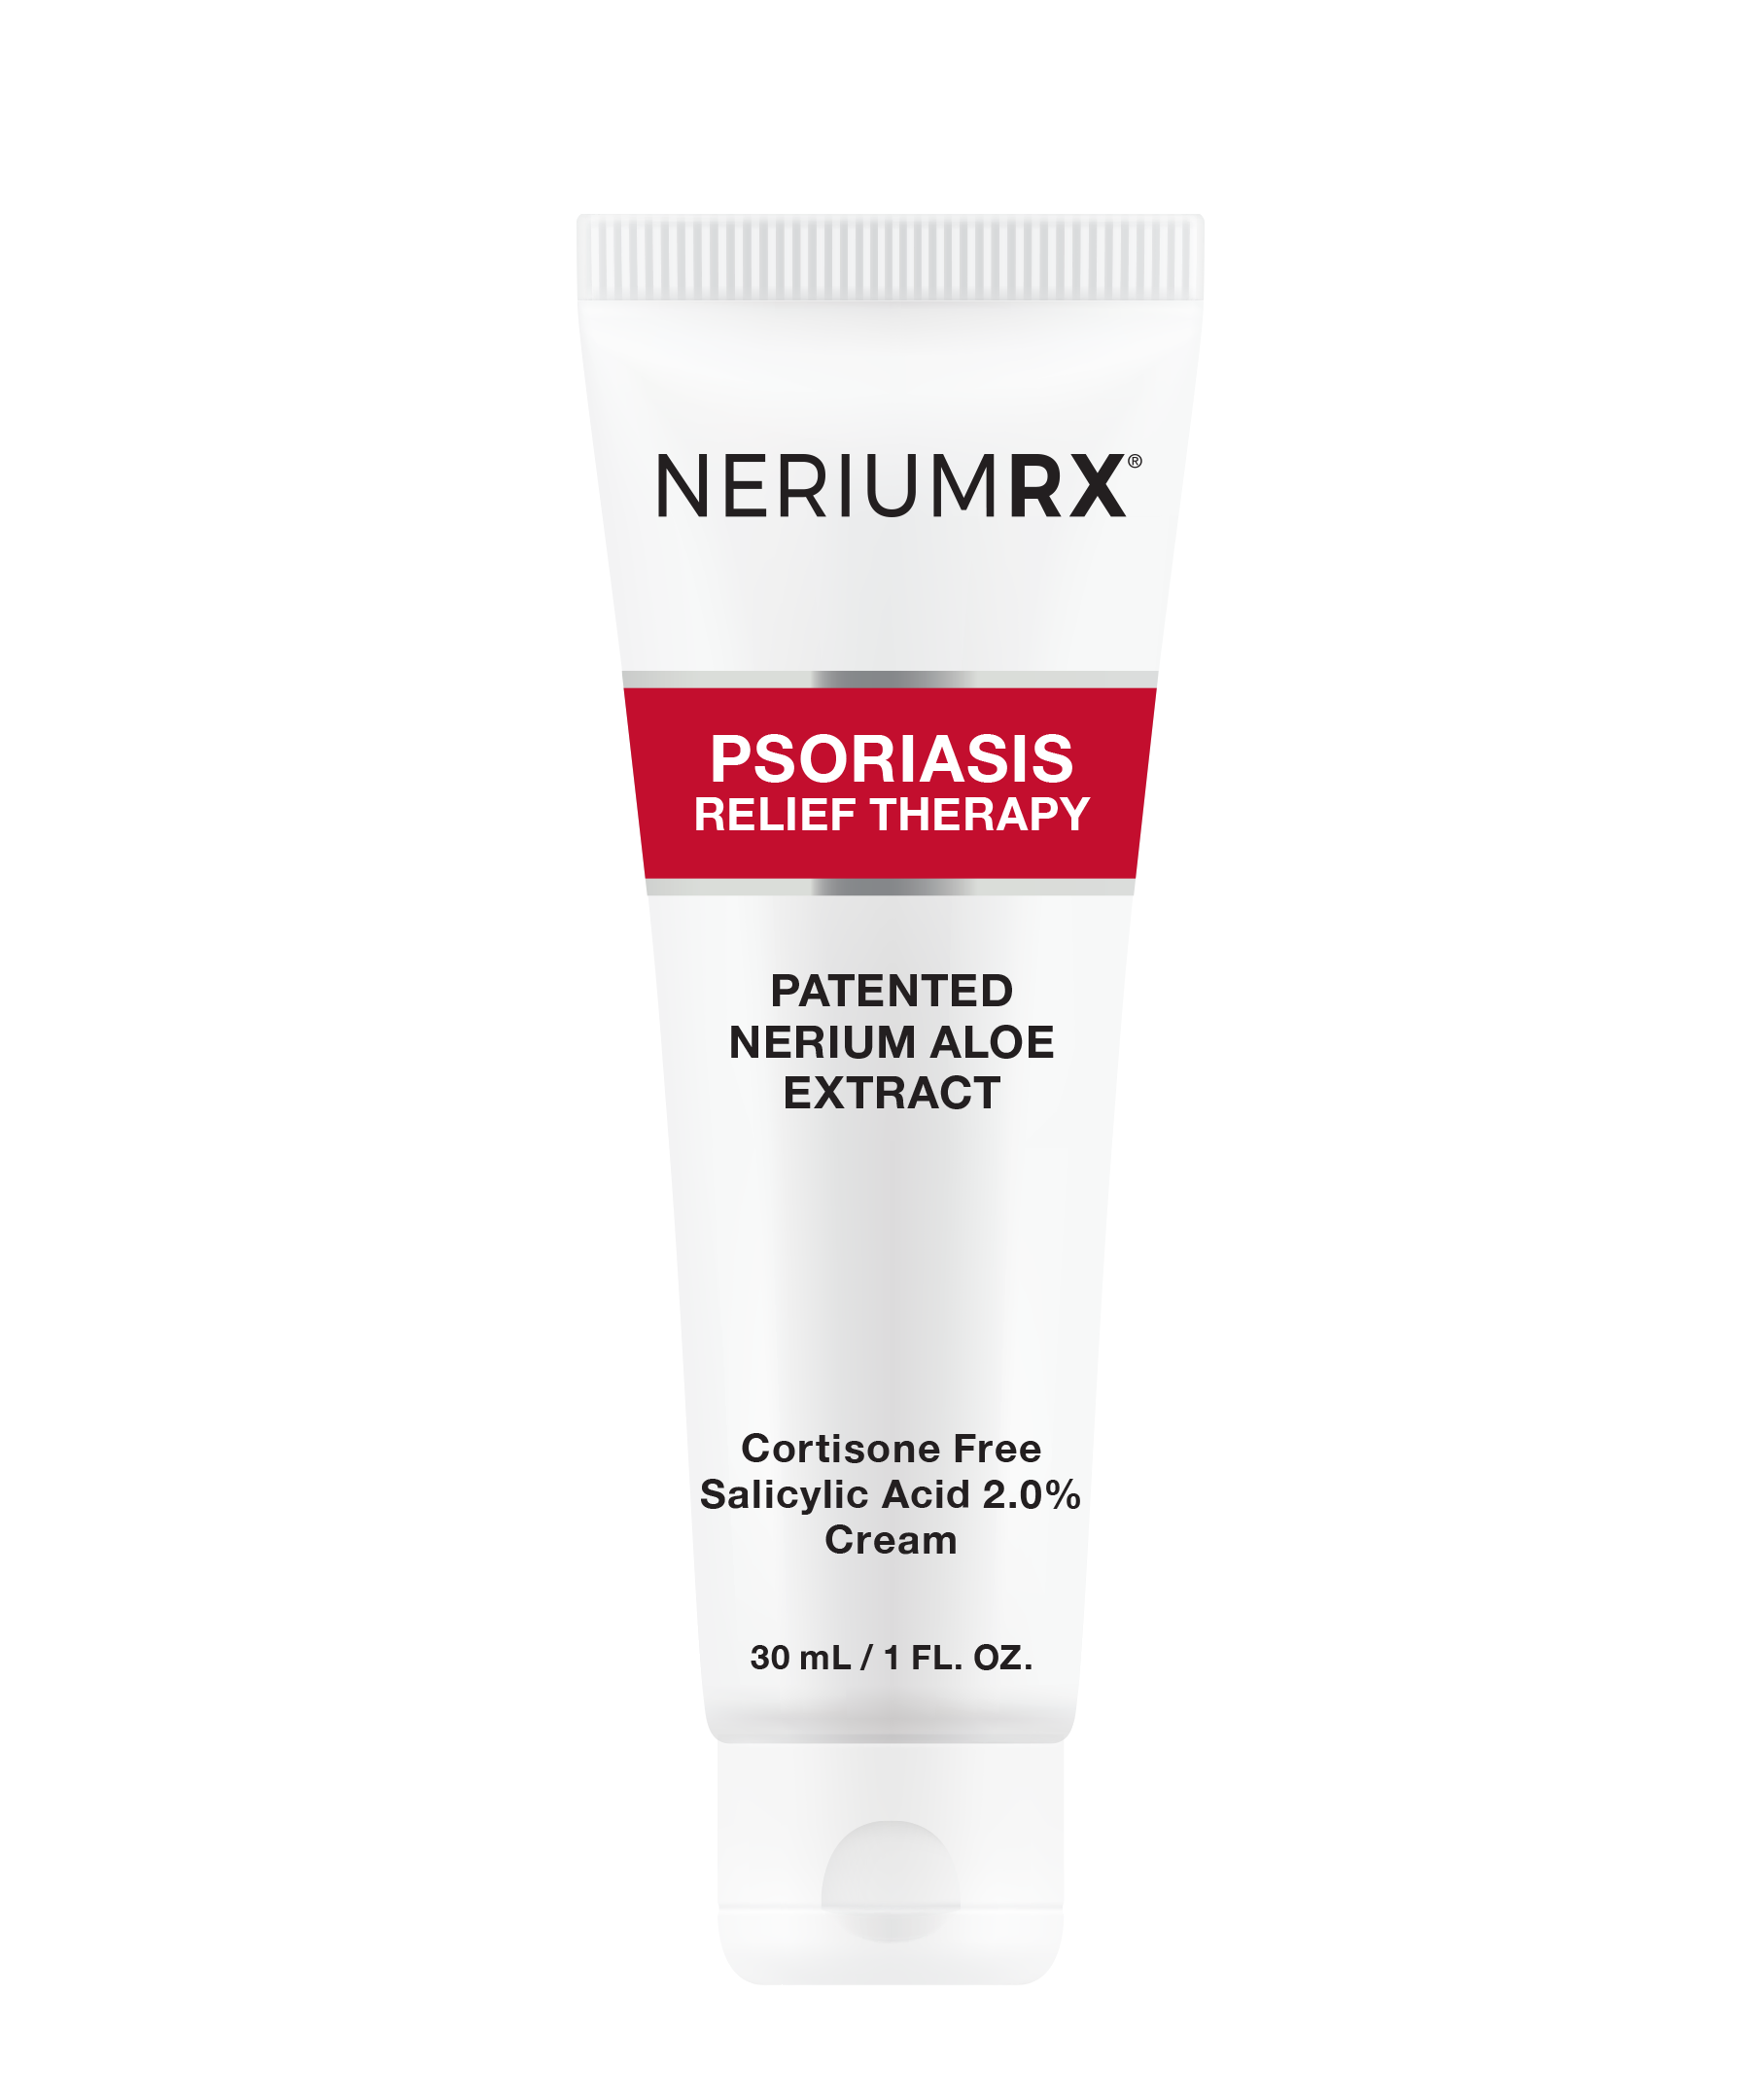 NERIUMRX®
PSORIASIS
RELIEF THERAPY
PATENTED
NERIUM ALOE
EXTRACT
Cortisone Free
Salicylic Acid 2.0%
Cream
30 mL / 1 FL. OZ.